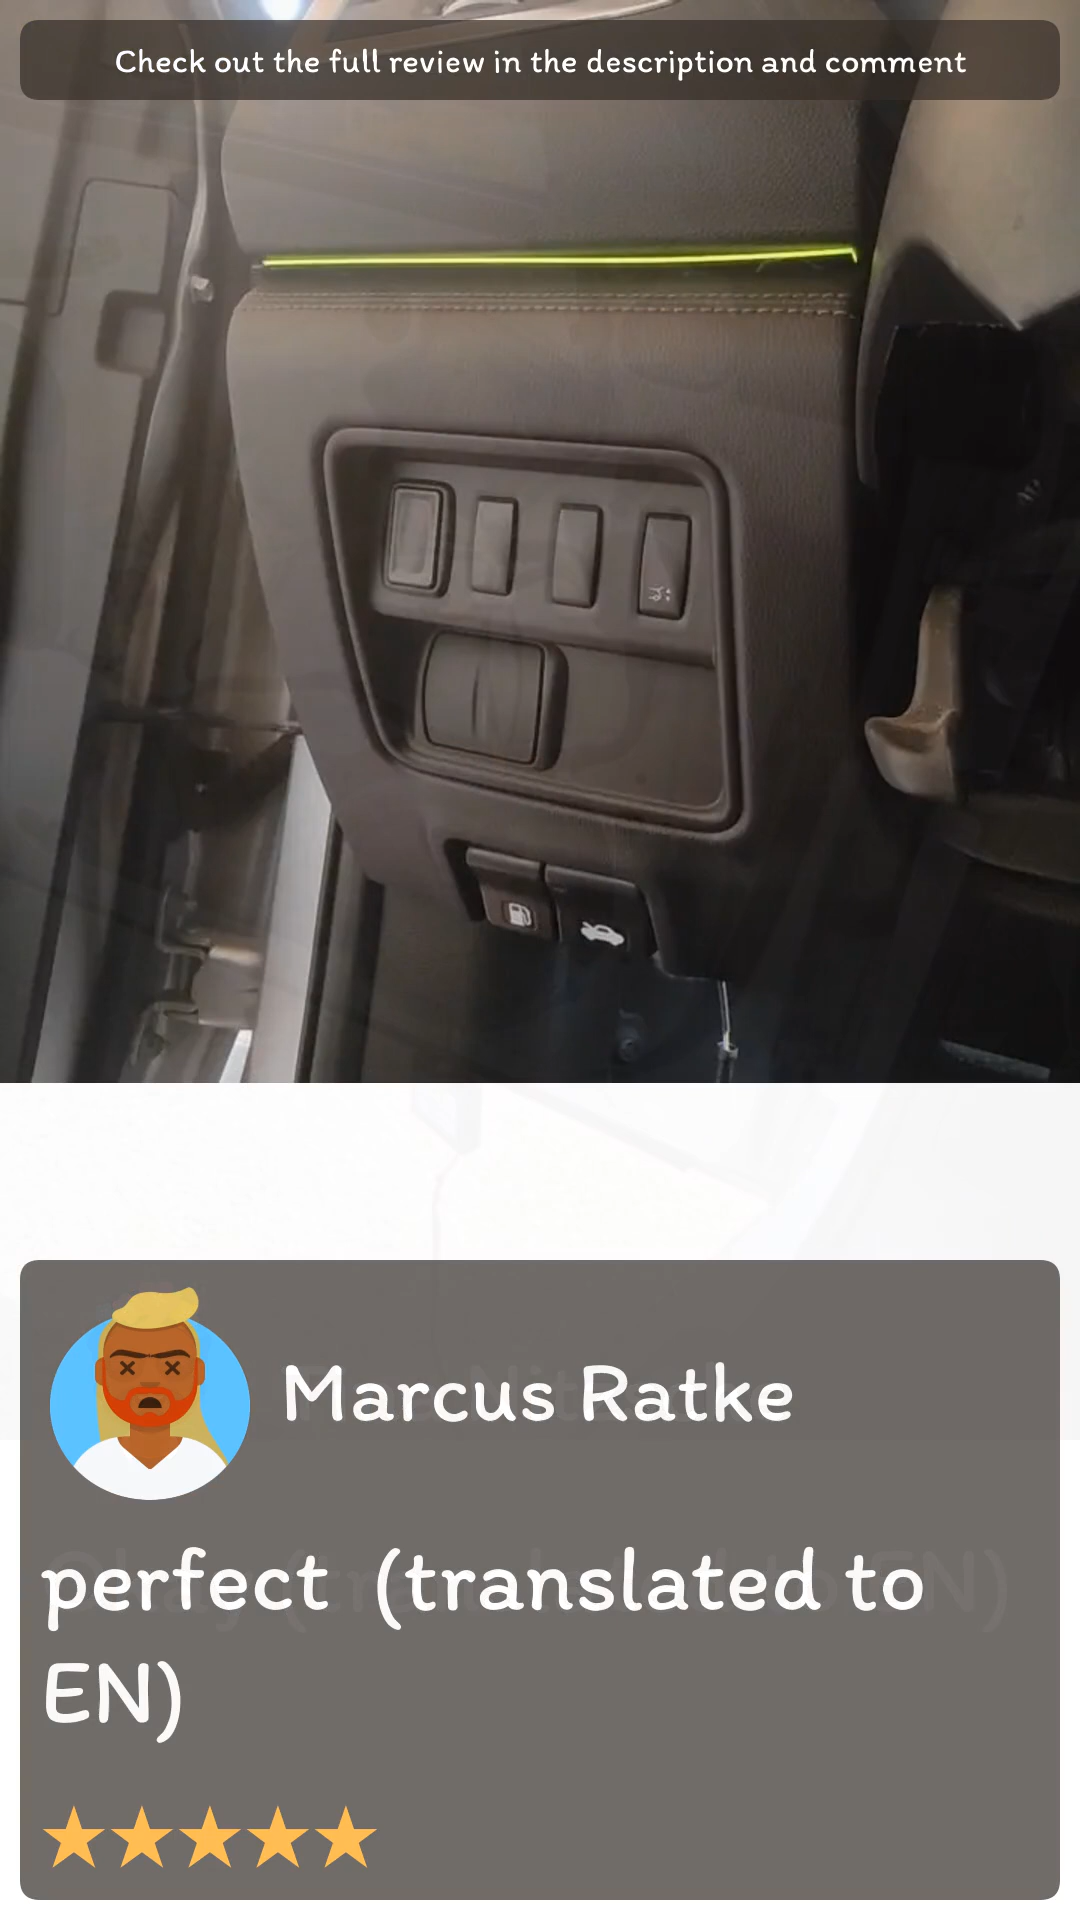 Check out the full review in the description and comment
Marcus Ratke
perfect (translated to
EN)